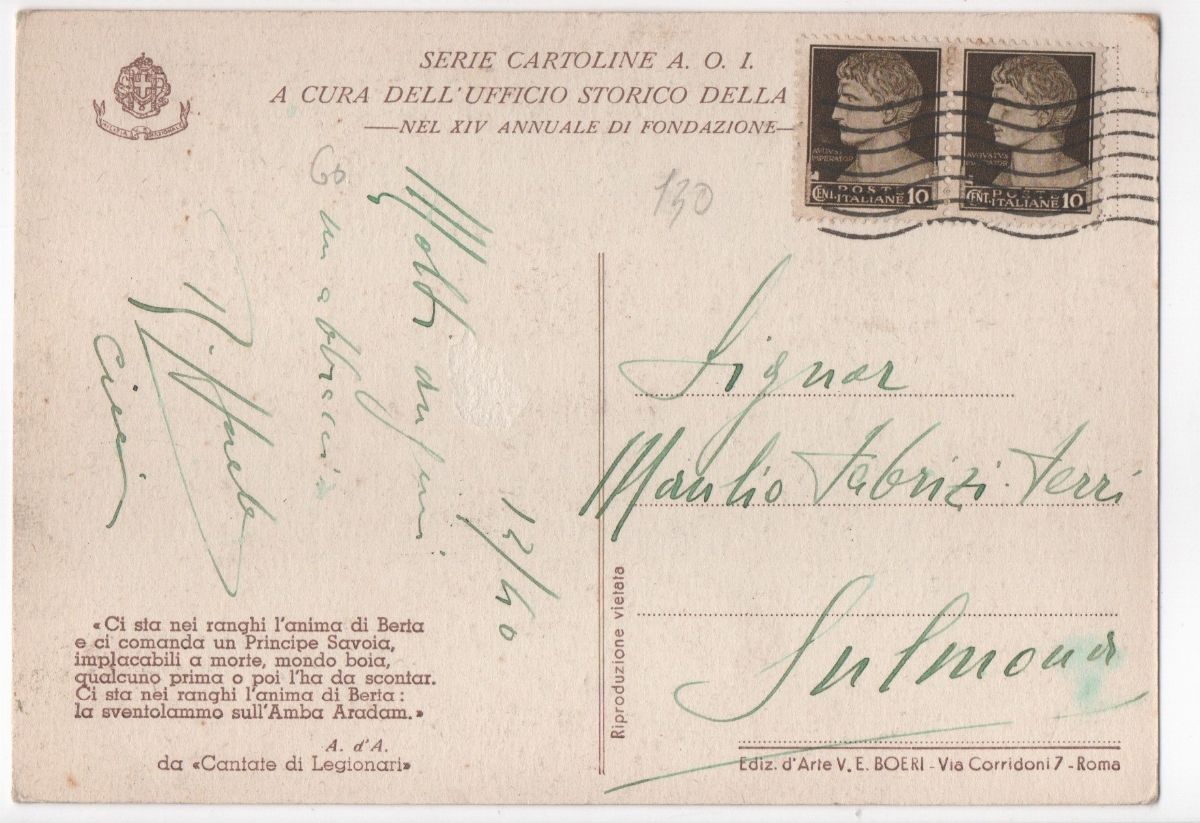 SERIE CARTOLINE A. O. I.
A CURA DELL'UFFICIO STORICO DELLA
NEL XIV ANNUALE DI FONDAZIONE
AVGVSTVS
IMPERATOR
POSTE
CENT. ITALIANE 10
AVGVSTVS
IMPERATOR
POSTE
CENT. ITALIANE 10
130
Molti auguri
un abbraccio
Signor
Manlio Fabrizi-Ferri
Sulmona
«Ci sta nei ranghi l'anima di Berta
e ci comanda un Principe Savoia,
implacabili a morte, mondo boia,
qualcuno prima o poi l'ha da scontar.
Ci sta nei ranghi l'anima di Berta:
la sventolammo sull'Amba Aradam.»
A. d'A.
da «Cantate di Legionari»
Riproduzione vietata
Ediz. d'Arte V. E. BOERI - Via Corridoni 7 - Roma